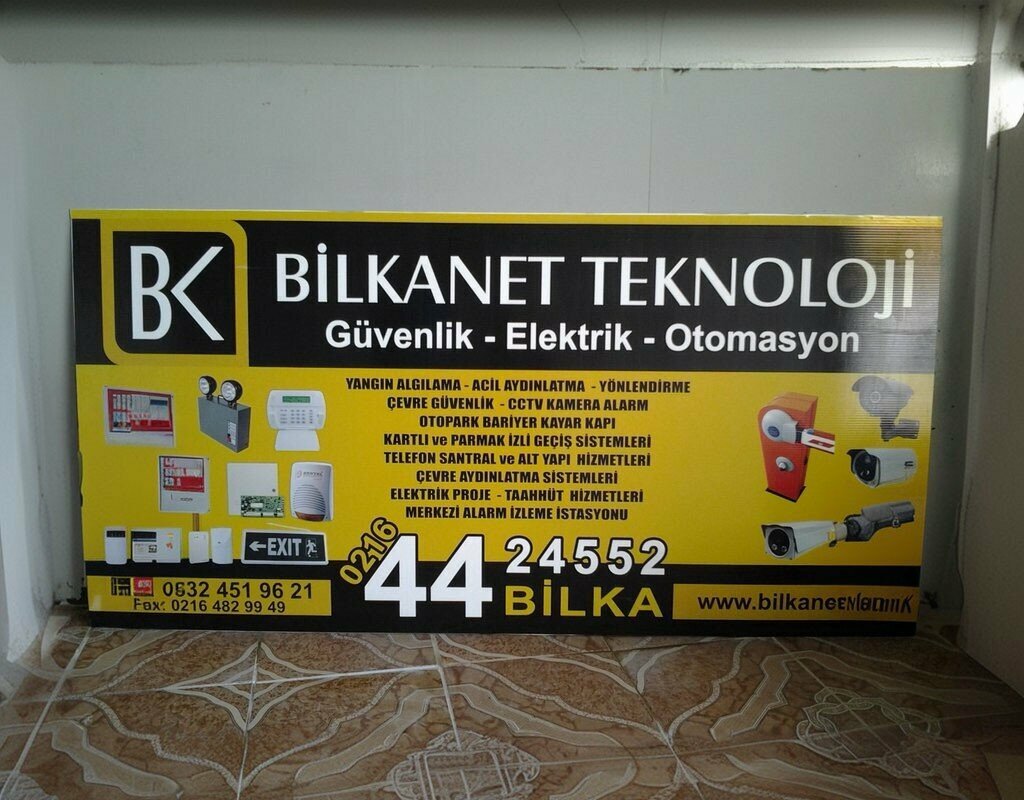 BK
BİLKANET TEKNOLOJİ
Güvenlik - Elektrik - Otomasyon
YANGIN ALGILAMA - ACİL AYDINLATMA - YÖNLENDİRME
ÇEVRE GÜVENLİK - CCTV KAMERA ALARM
OTOPARK BARİYER KAYAR KAPI
KARTLI ve PARMAK İZLİ GEÇİŞ SİSTEMLERİ
TELEFON SANTRAL ve ALT YAPI HİZMETLERİ
ÇEVRE AYDINLATMA SİSTEMLERİ
ELEKTRİK PROJE - TAAHHÜT HİZMETLERİ
MERKEZİ ALARM İZLEME İSTASYONU
←EXIT
0216 44 24552
BİLKA
0632 451 96 21
Fax: 0216 482 99 49